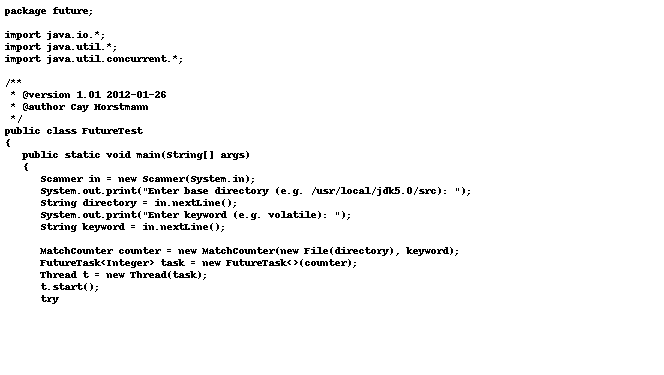 package future;
import java.io.*;
import java.util.*;
import java.util.concurrent.*;
/**
 * @version 1.01 2012-01-26
 * @author Cay Horstmann
 */
public class FutureTest
{
   public static void main(String[] args)
   {
      Scanner in = new Scanner(System.in);
      System.out.print("Enter base directory (e.g. /usr/local/jdk5.0/src): ");
      String directory = in.nextLine();
      System.out.print("Enter keyword (e.g. volatile): ");
      String keyword = in.nextLine();
      MatchCounter counter = new MatchCounter(new File(directory), keyword);
      FutureTask<Integer> task = new FutureTask<>(counter);
      Thread t = new Thread(task);
      t.start();
      try